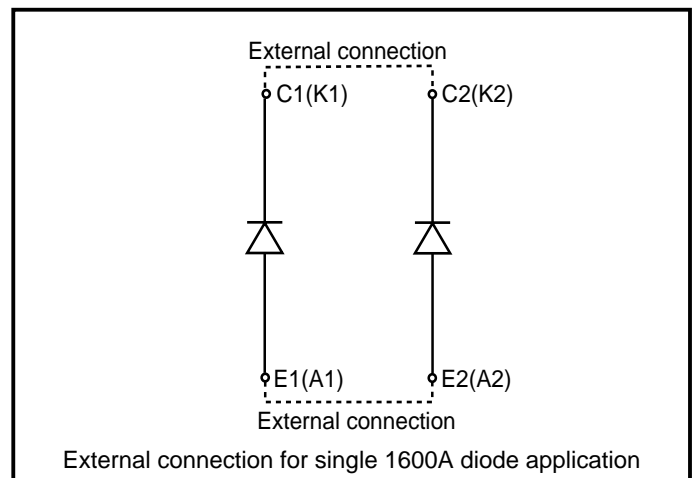 External connection
C1(K1) C2(K2)
E1(A1) E2(A2)
External connection
External connection for single 1600A diode application